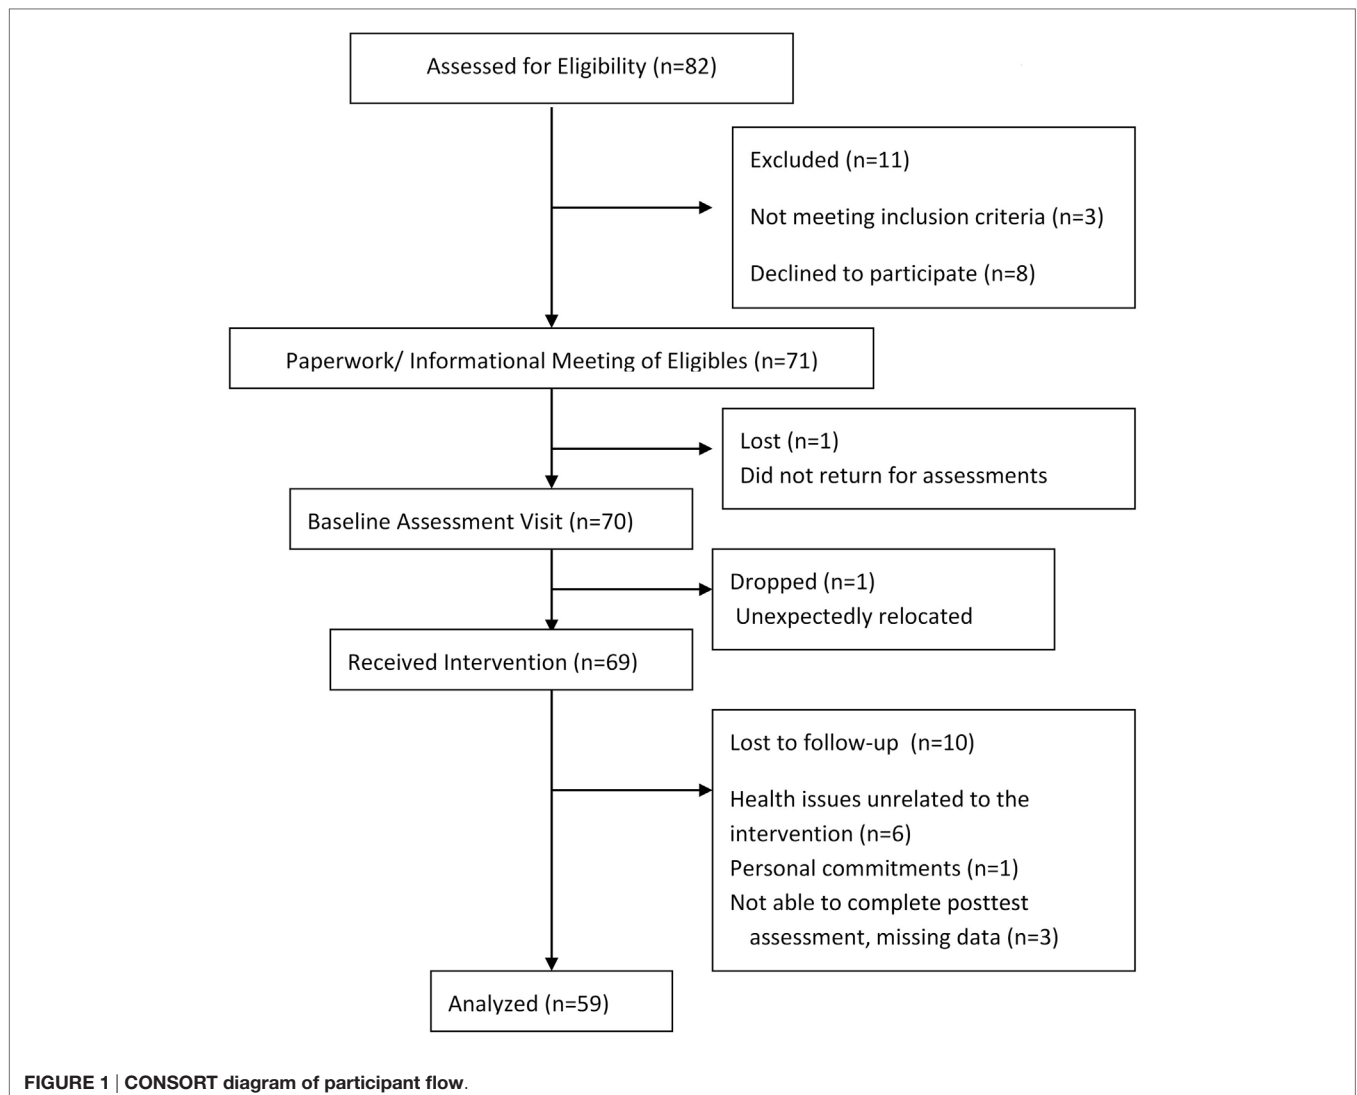 Assessed for Eligibility (n=82)
Excluded (n=11)
Not meeting inclusion criteria (n=3)
Declined to participate (n=8)
Paperwork/ Informational Meeting of Eligibles (n=71)
Lost (n=1)
Did not return for assessments
Baseline Assessment Visit (n=70)
Dropped (n=1)
Unexpectedly relocated
Received Intervention (n=69)
Lost to follow-up (n=10)
Health issues unrelated to the
intervention (n=6)
Personal commitments (n=1)
Not able to complete posttest
assessment, missing data (n=3)
Analyzed (n=59)
FIGURE 1 | CONSORT diagram of participant flow.